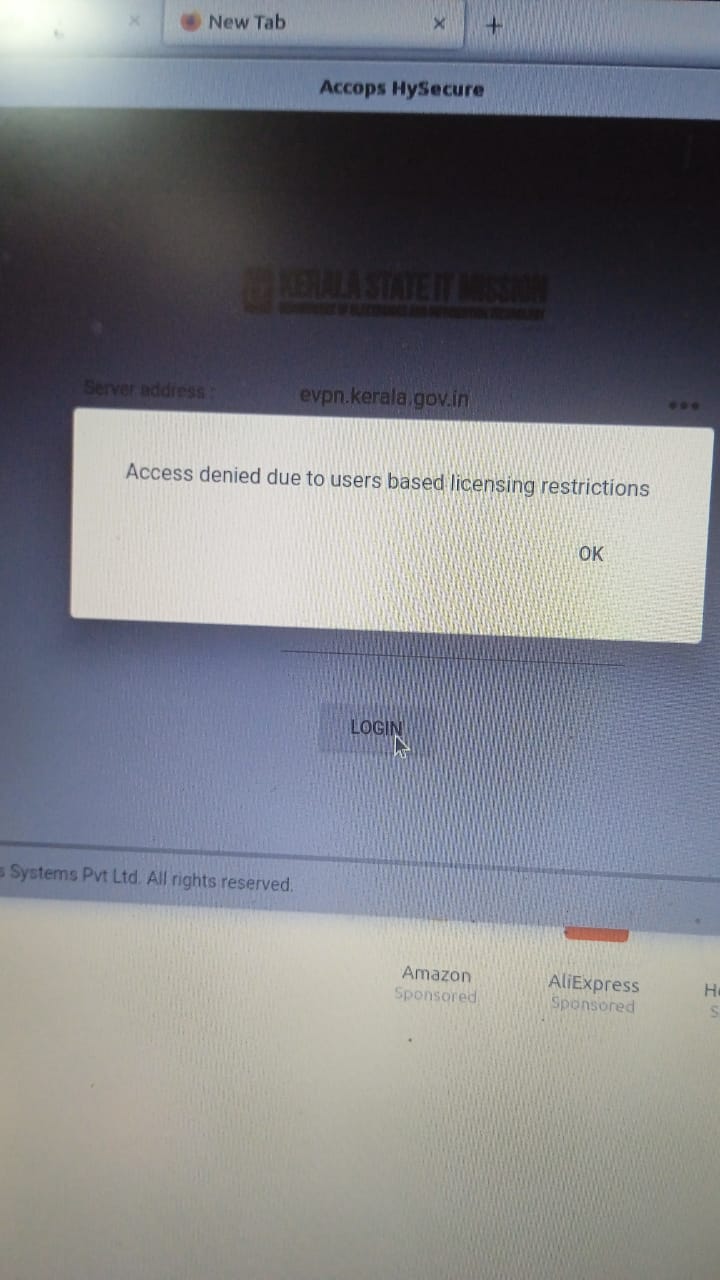 New Tab
Accops HySecure
KERALA STATE IT MISSION
Server address :
evpn.kerala.gov.in
Access denied due to users based licensing restrictions
OK
LOGIN
s Systems Pvt Ltd. All rights reserved.
Amazon
Sponsored
AliExpress
Sponsored